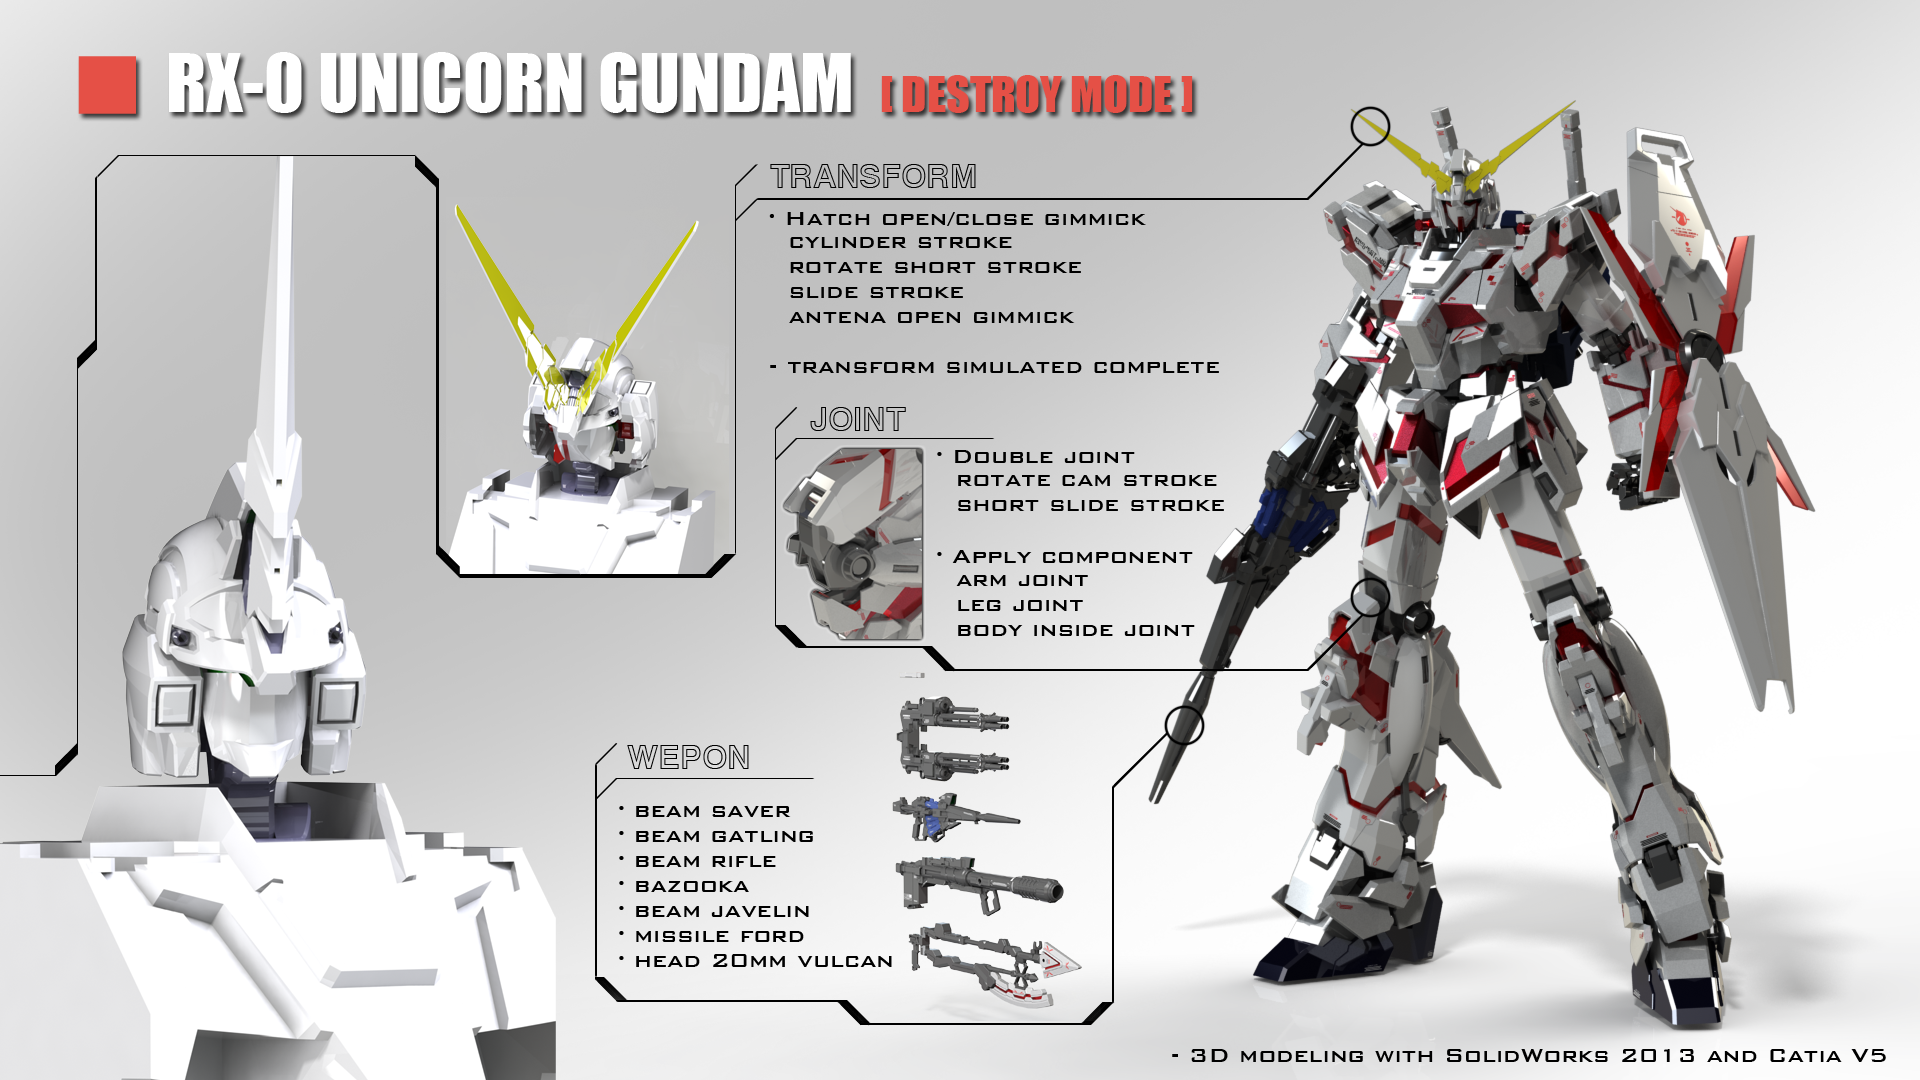 RX-0 UNICORN GUNDAM [ DESTROY MODE ]
TRANSFORM
· HATCH OPEN/CLOSE GIMMICK
CYLINDER STROKE
ROTATE SHORT STROKE
SLIDE STROKE
ANTENA OPEN GIMMICK
- TRANSFORM SIMULATED COMPLETE
JOINT
· DOUBLE JOINT
ROTATE CAM STROKE
SHORT SLIDE STROKE
· APPLY COMPONENT
ARM JOINT
LEG JOINT
BODY INSIDE JOINT
WEPON
· BEAM SAVER
· BEAM GATLING
· BEAM RIFLE
· BAZOOKA
· BEAM JAVELIN
· MISSILE FORD
· HEAD 20MM VULCAN
- 3D MODELING WITH SOLIDWORKS 2013 AND CATIA V5